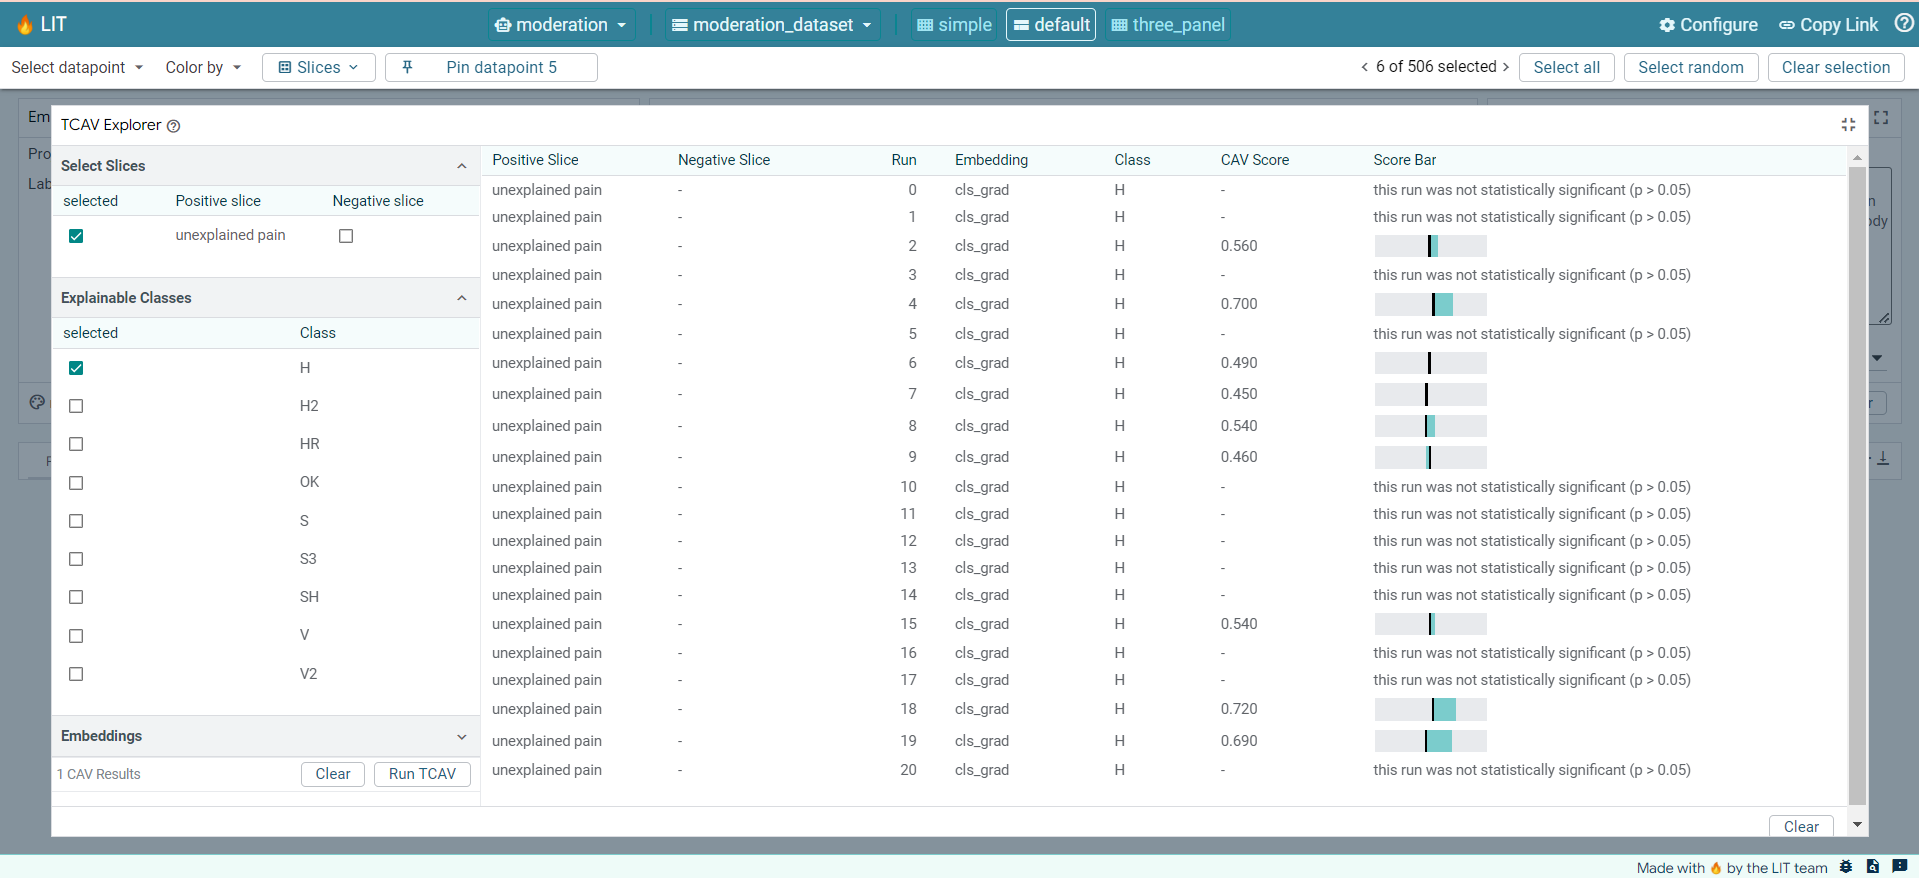 LIT
moderation
moderation_dataset
simple
default
three_panel
Configure
Copy Link
Select datapoint
Color by
Slices
Pin datapoint 5
6 of 506 selected
Select all
Select random
Clear selection
Em
Pro
Lab
TCAV Explorer
Select Slices
selected Positive slice Negative slice
unexplained pain
Explainable Classes
selected Class
H
H2
HR
OK
S
S3
SH
V
V2
Embeddings
1 CAV Results
Clear
Run TCAV
Positive Slice Negative Slice Run Embedding Class CAV Score Score Bar
unexplained pain - 0 cls_grad H - this run was not statistically significant (p > 0.05)
unexplained pain - 1 cls_grad H - this run was not statistically significant (p > 0.05)
unexplained pain - 2 cls_grad H 0.560
unexplained pain - 3 cls_grad H - this run was not statistically significant (p > 0.05)
unexplained pain - 4 cls_grad H 0.700
unexplained pain - 5 cls_grad H - this run was not statistically significant (p > 0.05)
unexplained pain - 6 cls_grad H 0.490
unexplained pain - 7 cls_grad H 0.450
unexplained pain - 8 cls_grad H 0.540
unexplained pain - 9 cls_grad H 0.460
unexplained pain - 10 cls_grad H - this run was not statistically significant (p > 0.05)
unexplained pain - 11 cls_grad H - this run was not statistically significant (p > 0.05)
unexplained pain - 12 cls_grad H - this run was not statistically significant (p > 0.05)
unexplained pain - 13 cls_grad H - this run was not statistically significant (p > 0.05)
unexplained pain - 14 cls_grad H - this run was not statistically significant (p > 0.05)
unexplained pain - 15 cls_grad H 0.540
unexplained pain - 16 cls_grad H - this run was not statistically significant (p > 0.05)
unexplained pain - 17 cls_grad H - this run was not statistically significant (p > 0.05)
unexplained pain - 18 cls_grad H 0.720
unexplained pain - 19 cls_grad H 0.690
unexplained pain - 20 cls_grad H - this run was not statistically significant (p > 0.05)
Clear
Made with 🔥 by the LIT team